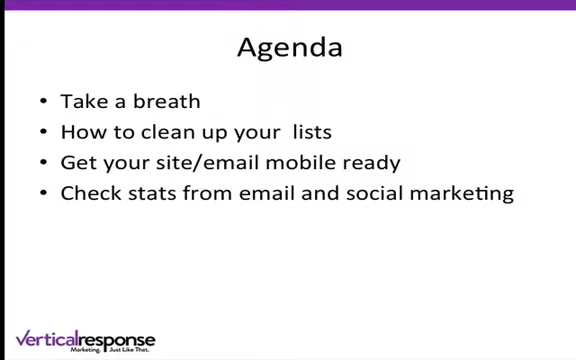 Agenda
• Take a breath
• How to clean up your lists
• Get your site/email mobile ready
• Check stats from email and social marketing
verticalresponse
Marketing. Just Like That.